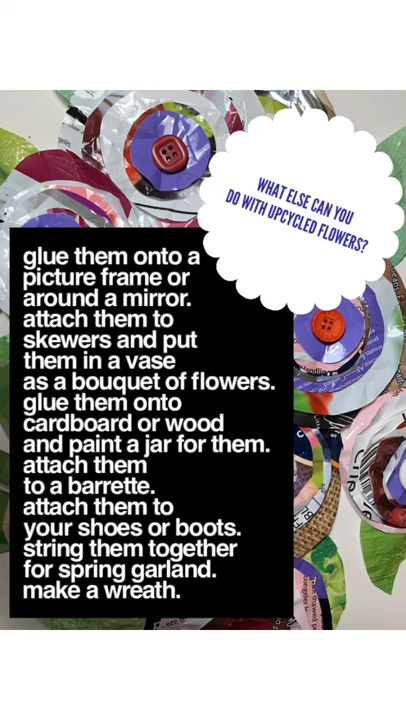 WHAT ELSE CAN YOU
DO WITH UPCYCLED FLOWERS?
glue them onto a
picture frame or
around a mirror.
attach them to
skewers and put
them in a vase
as a bouquet of flowers.
glue them onto
cardboard or wood
and paint a jar for them.
attach them
to a barrette.
attach them to
your shoes or boots.
string them together
for spring garland.
make a wreath.